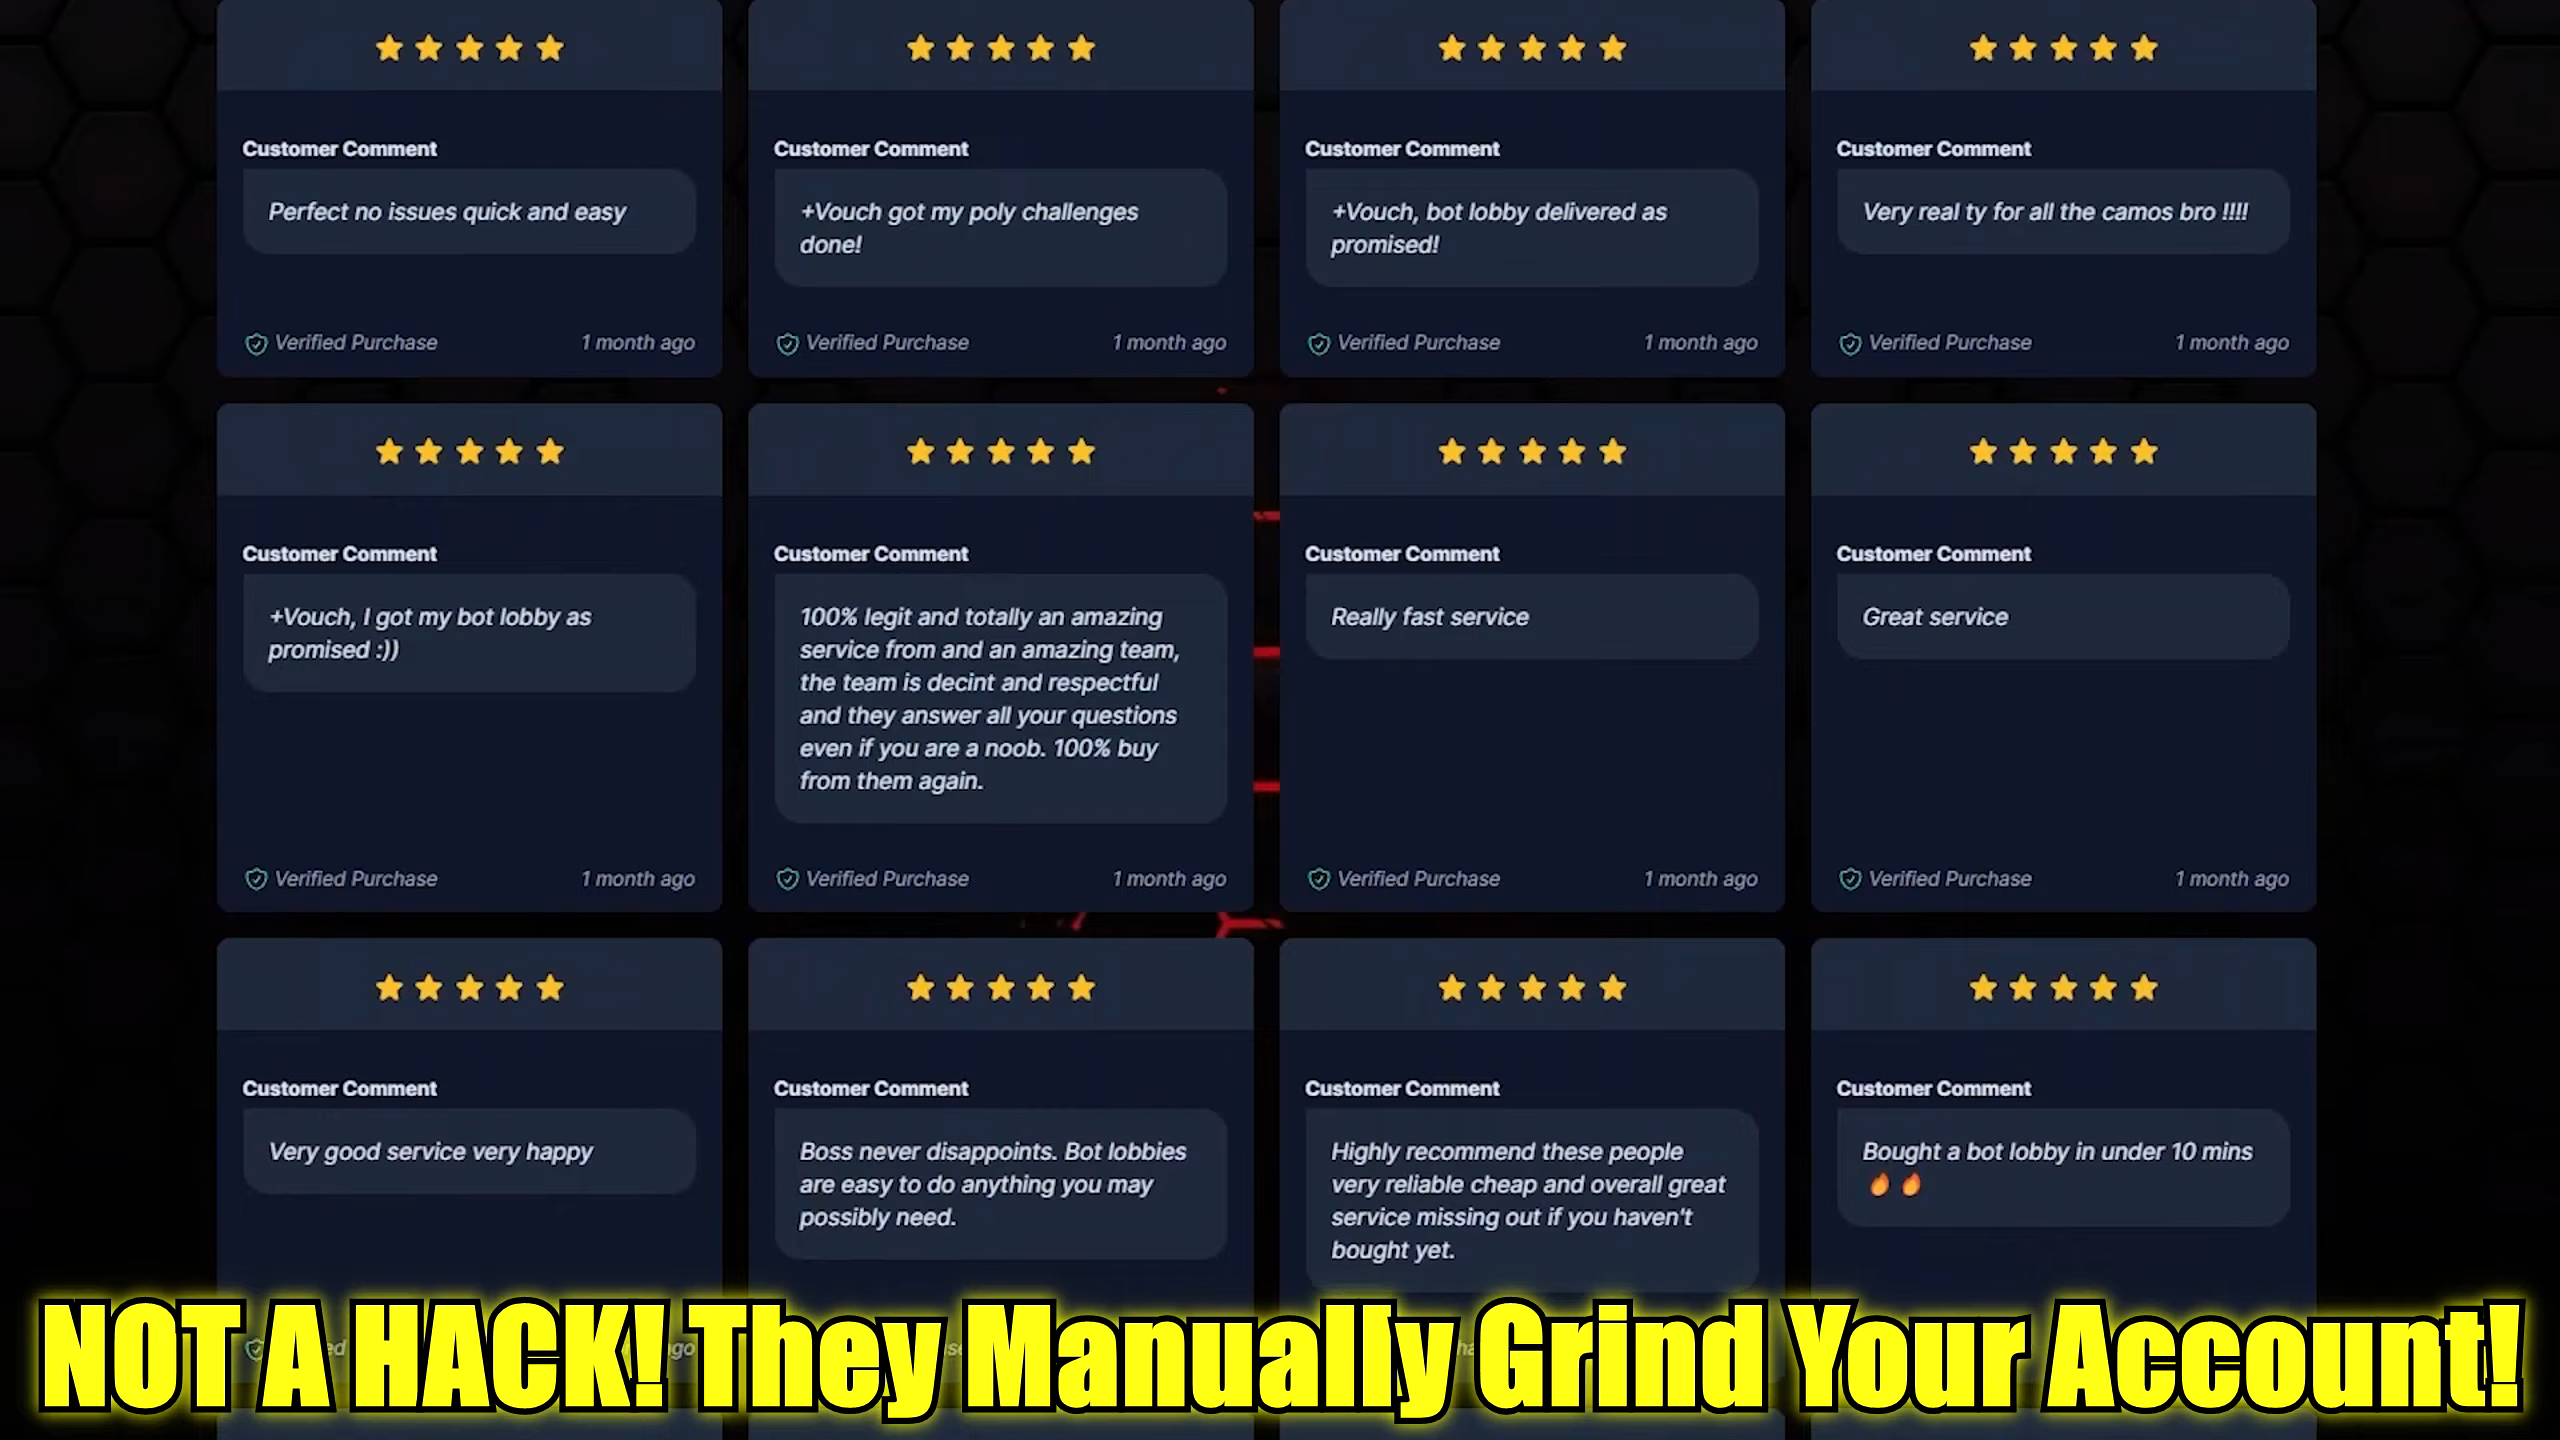 Customer Comment
Perfect no issues quick and easy
Verified Purchase
1 month ago
Customer Comment
+Vouch got my poly challenges
done!
Verified Purchase
1 month ago
Customer Comment
+Vouch, bot lobby delivered as
promised!
Verified Purchase
1 month ago
Customer Comment
Very real ty for all the camos bro !!!!
Verified Purchase
1 month ago
Customer Comment
+Vouch, I got my bot lobby as
promised :))
Verified Purchase
1 month ago
Customer Comment
100% legit and totally an amazing
service from and an amazing team,
the team is decint and respectful
and they answer all your questions
even if you are a noob. 100% buy
from them again.
Verified Purchase
1 month ago
Customer Comment
Really fast service
Verified Purchase
1 month ago
Customer Comment
Great service
Verified Purchase
1 month ago
Customer Comment
Very good service very happy
Customer Comment
Boss never disappoints. Bot lobbies
are easy to do anything you may
possibly need.
Customer Comment
Highly recommend these people
very reliable cheap and overall great
service missing out if you haven't
bought yet.
Customer Comment
Bought a bot lobby in under 10 mins
🔥🔥
NOT A HACK! They Manually Grind Your Account!